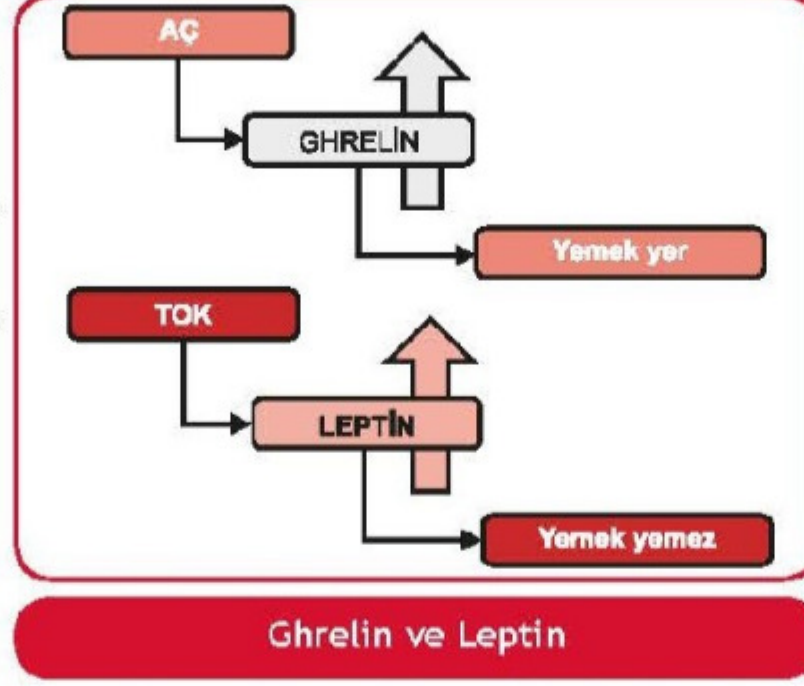 AÇ
GHRELİN
Yemek yer
TOK
LEPTİN
Yemek yemez
Ghrelin ve Leptin